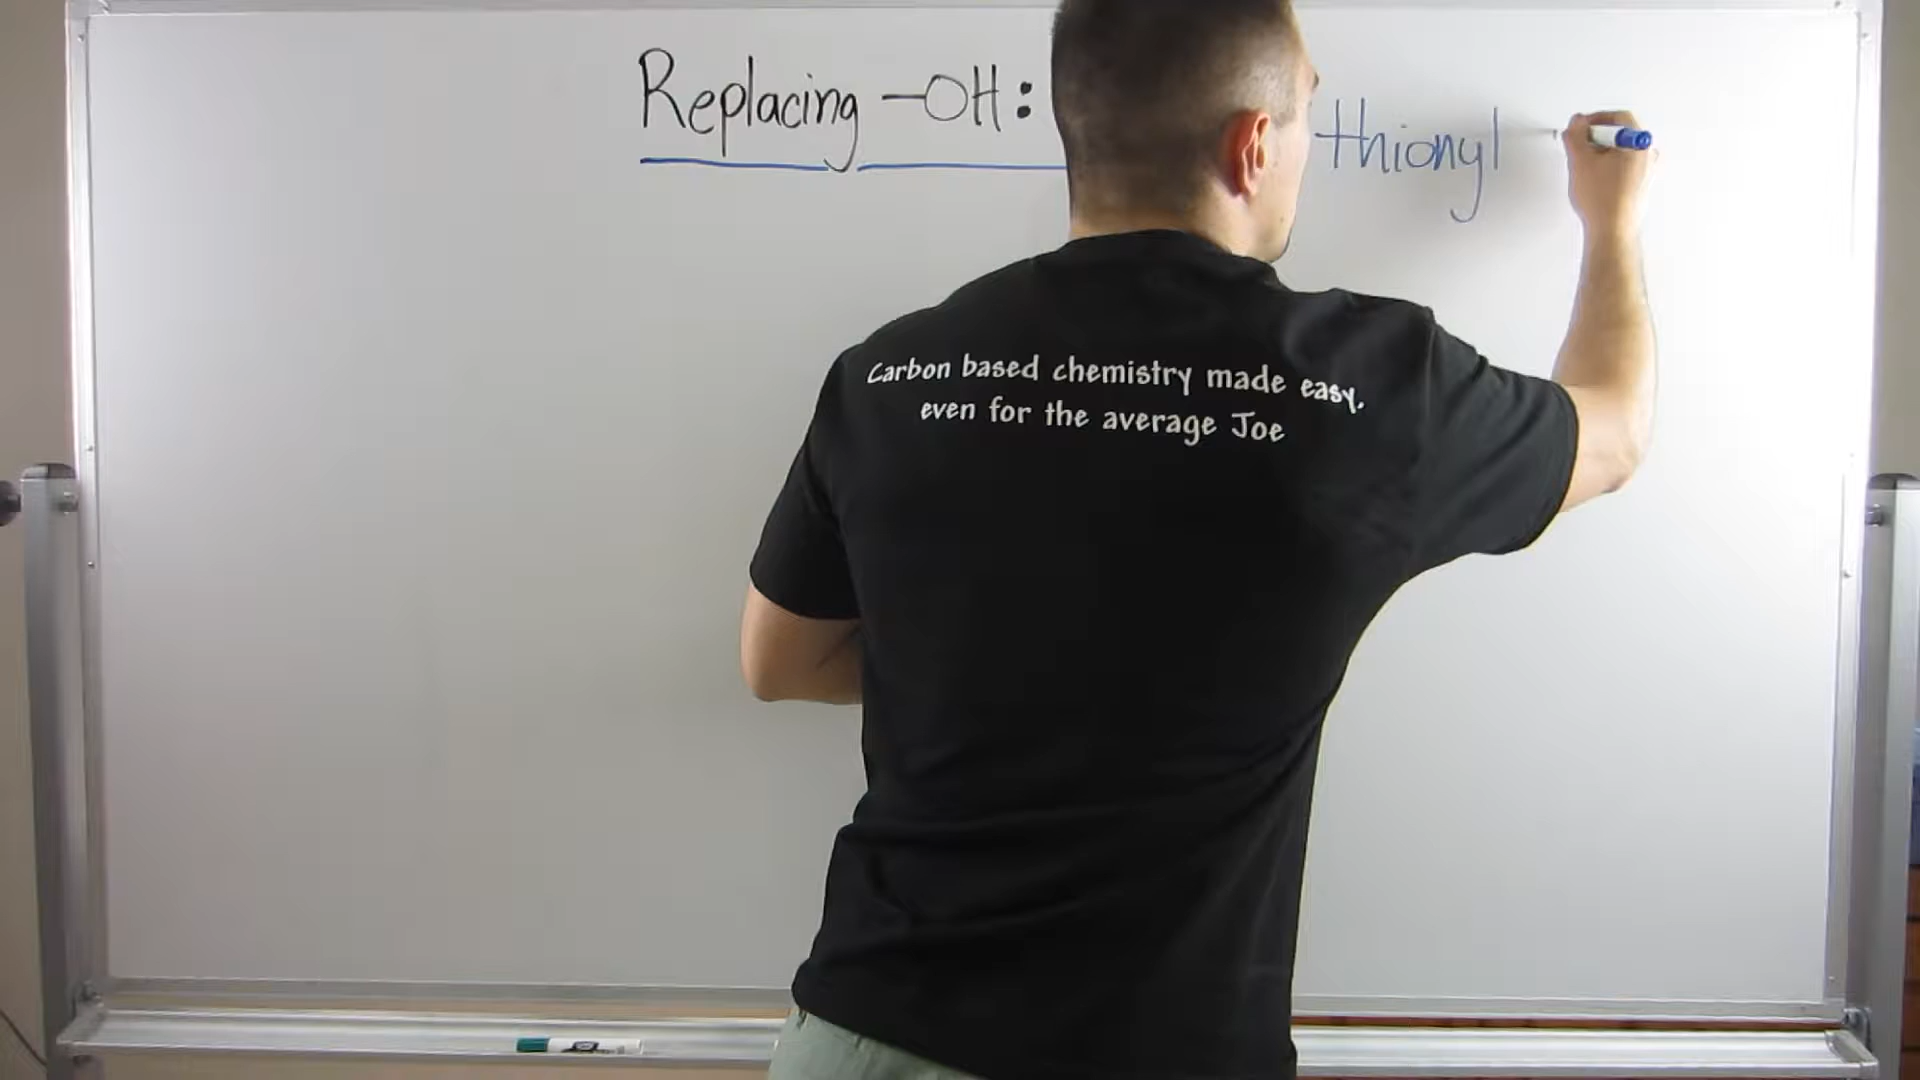 Replacing -OH:
thionyl
Carbon based chemistry made easy,
even for the average Joe